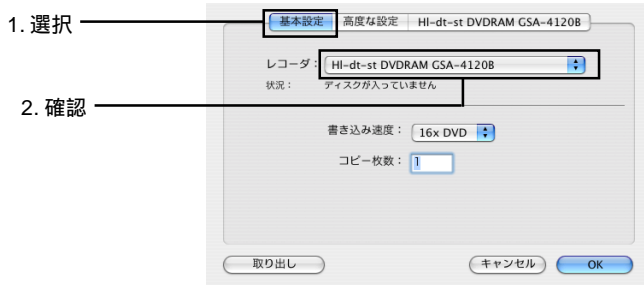 1. 選択
基本設定 高度な設定 Hl-dt-st DVDRAM GSA-4120B
レコーダ： Hl-dt-st DVDRAM GSA-4120B
状況： ディスクが入っていません
2. 確認
書き込み速度： 16x DVD
コピー枚数： 1
取り出し キャンセル OK